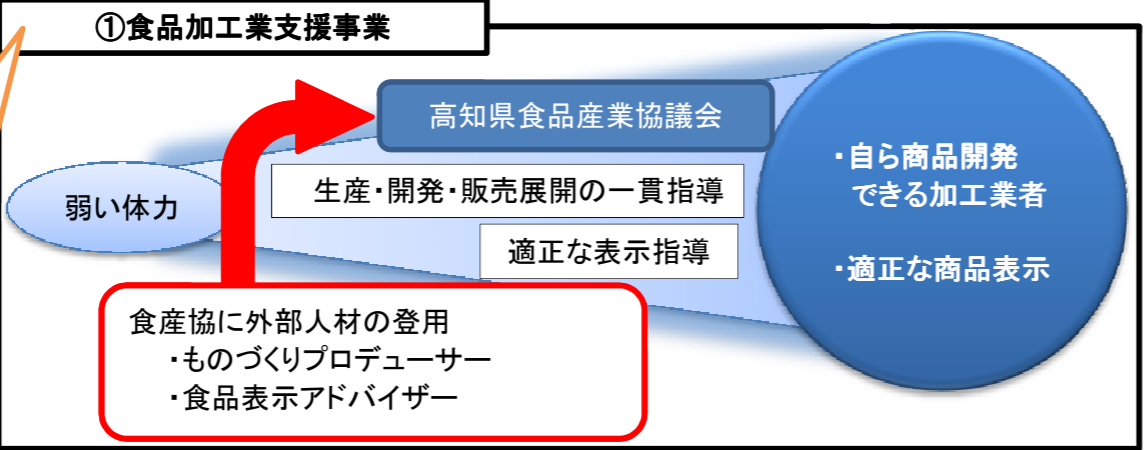 ①食品加工業支援事業
高知県食品産業協議会
弱い体力
生産・開発・販売展開の一貫指導
適正な表示指導
・自ら商品開発
できる加工業者
・適正な商品表示
食産協に外部人材の登用
・ものづくりプロデューサー
・食品表示アドバイザー